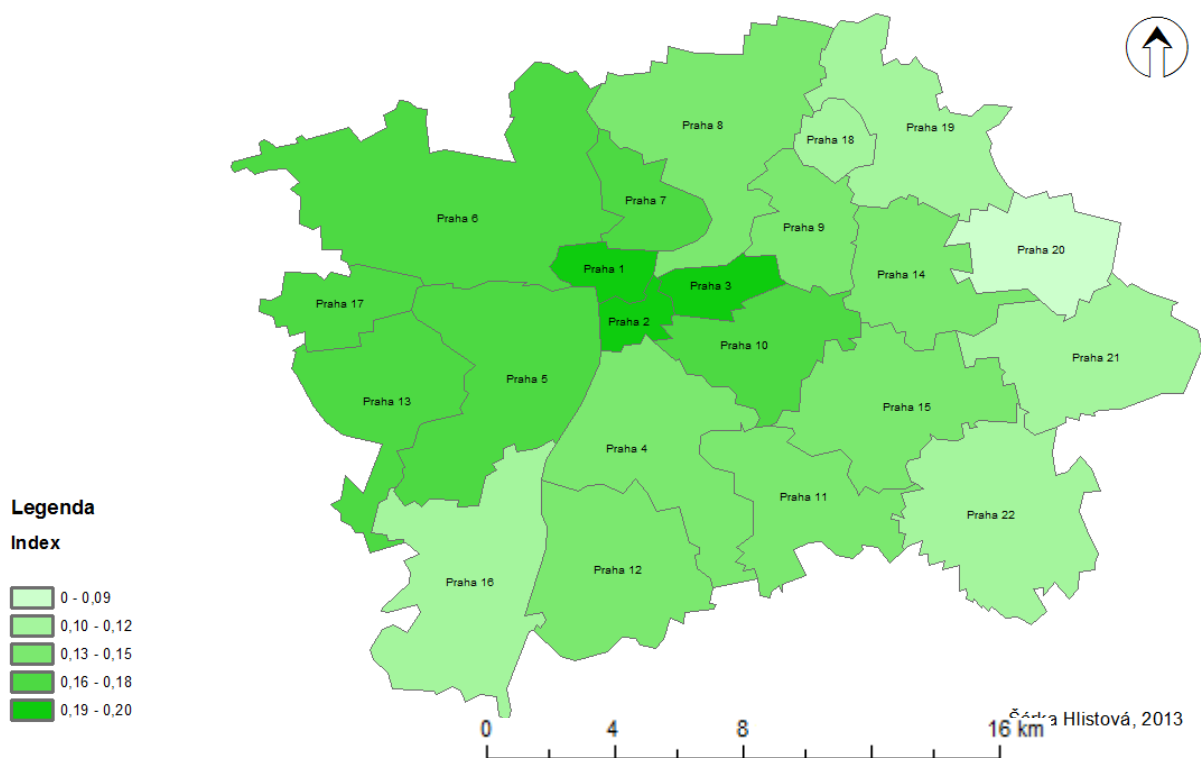 Praha 8
Praha 18
Praha 19
Praha 7
Praha 6
Praha 9
Praha 20
Praha 1
Praha 14
Praha 3
Praha 17
Praha 2
Praha 10
Praha 21
Praha 5
Praha 13
Praha 15
Praha 4
Praha 11
Praha 22
Praha 12
Praha 16
Legenda
Index
0 - 0,09
0,10 - 0,12
0,13 - 0,15
0,16 - 0,18
0,19 - 0,20
Hlistová, 2013
0 4 8 16 km